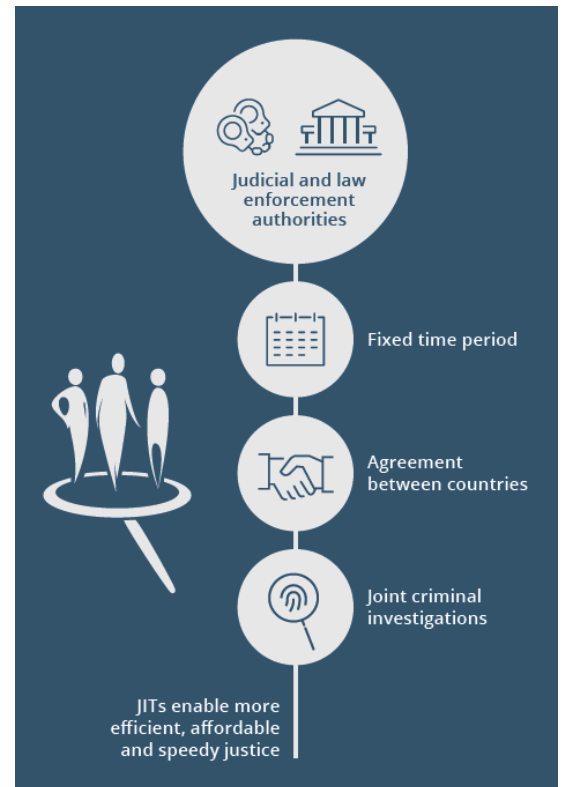 Judicial and law
enforcement
authorities
Fixed time period
Agreement
between countries
Joint criminal
investigations
JITs enable more
efficient, affordable
and speedy justice